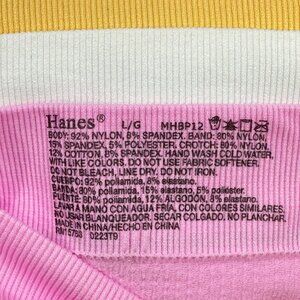 Hanes® L/G MHBP12
BODY: 92% NYLON, 8% SPANDEX. BAND: 80% NYLON,
15% SPANDEX, 5% POLYESTER. CROTCH: 80% NYLON,
12% COTTON, 8% SPANDEX. HAND WASH COLD WATER,
WITH LIKE COLORS. DO NOT USE FABRIC SOFTENER.
DO NOT BLEACH, LINE DRY. DO NOT IRON.
CUERPO: 92% poliamida, 8% elastano.
BANDA: 80% poliamida, 15% elastano, 5% poliéster.
PUENTE: 80% poliamida, 12% algodón, 8% elastano.
LAVAR A MANO CON AGUA FRÍA, CON COLORES SIMILARES.
NO USAR BLANQUEADOR. SECAR COLGADO. NO PLANCHAR.
MADE IN CHINA/HECHO EN CHINA
0223T9